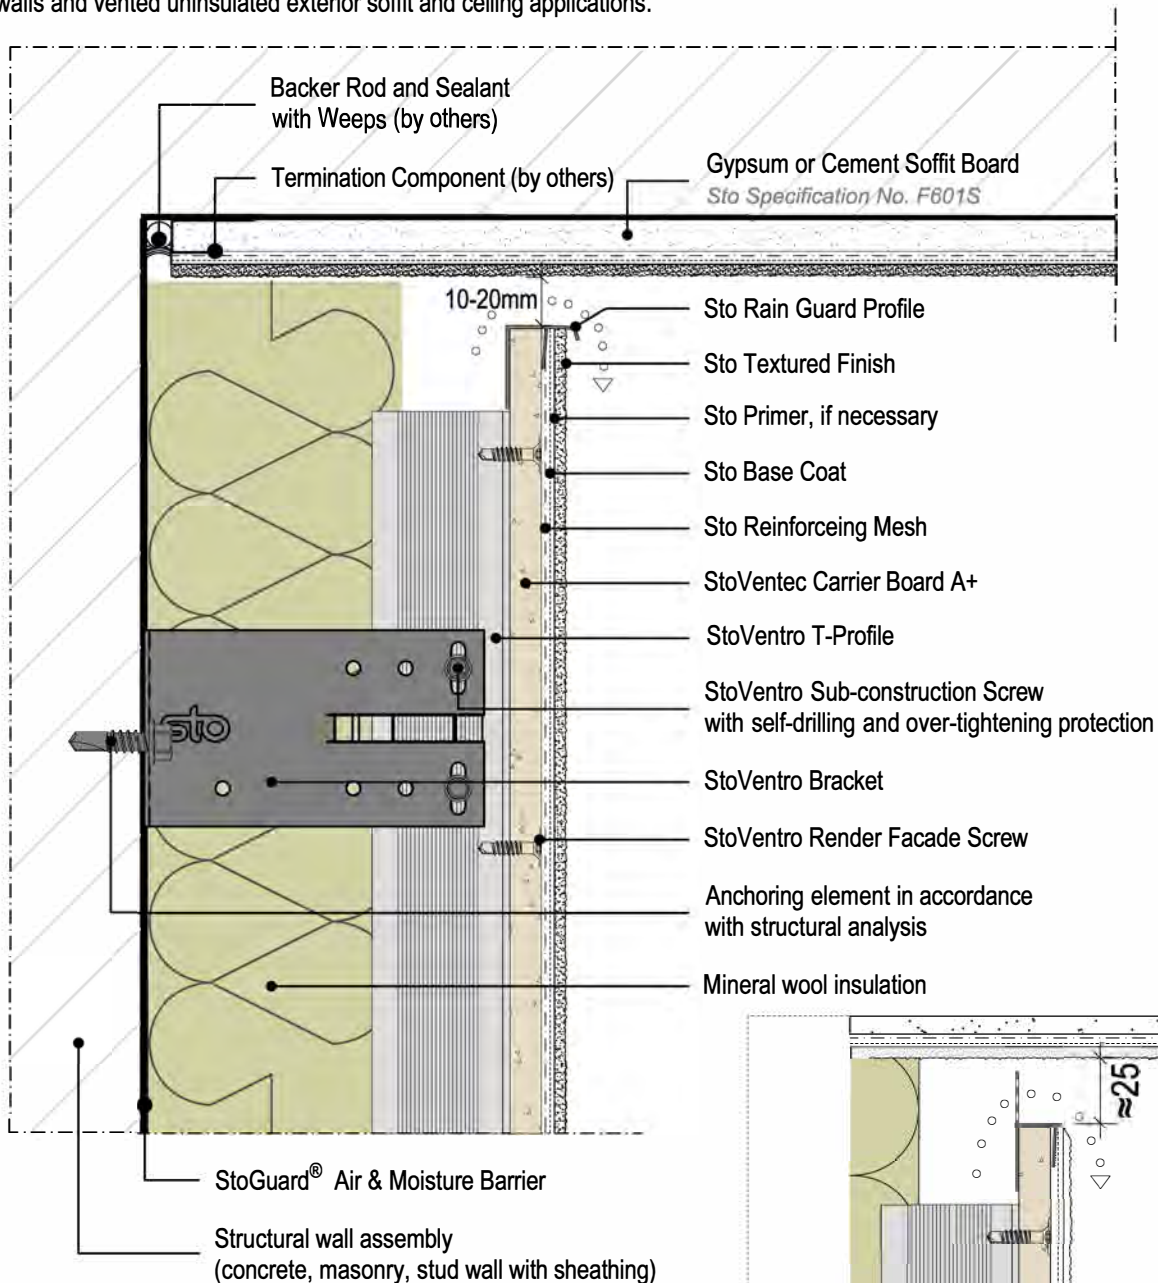 walls and vented uninsulated exterior soffit and ceiling applications.
Backer Rod and Sealant
with Weeps (by others)
Termination Component (by others)
Gypsum or Cement Soffit Board
Sto Specification No. F601S
10-20mm
Sto Rain Guard Profile
Sto Textured Finish
Sto Primer, if necessary
Sto Base Coat
Sto Reinforceing Mesh
StoVentec Carrier Board A+
StoVentro T-Profile
StoVentro Sub-construction Screw
with self-drilling and over-tightening protection
sto
StoVentro Bracket
StoVentro Render Facade Screw
Anchoring element in accordance
with structural analysis
Mineral wool insulation
≈25
StoGuard® Air & Moisture Barrier
Structural wall assembly
(concrete, masonry, stud wall with sheathing)